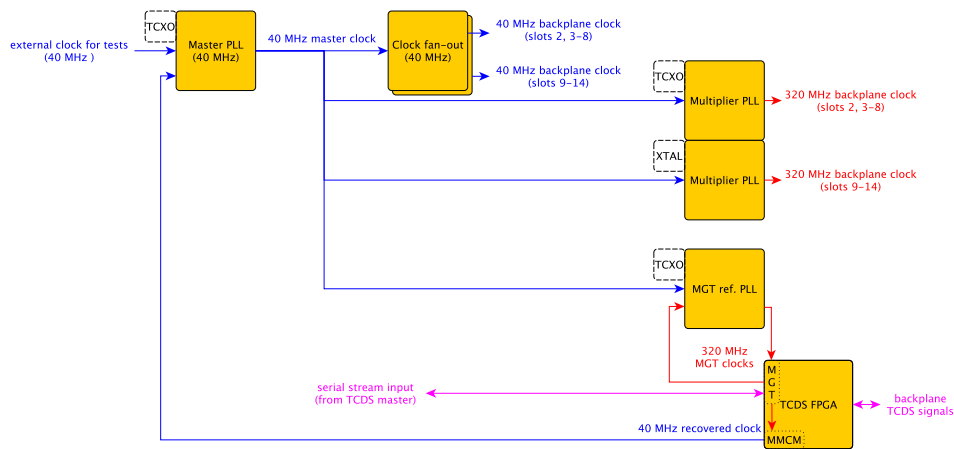 TCXO
external clock for tests
(40 MHz )
Master PLL
(40 MHz)
40 MHz master clock
Clock fan-out
(40 MHz)
40 MHz backplane clock
(slots 2, 3-8)
40 MHz backplane clock
(slots 9-14)
TCXO
Multiplier PLL
320 MHz backplane clock
(slots 2, 3-8)
XTAL
Multiplier PLL
320 MHz backplane clock
(slots 9-14)
TCXO
MGT ref. PLL
320 MHz
MGT clocks
serial stream input
(from TCDS master)
M
G
T
TCDS FPGA
backplane
TCDS signals
40 MHz recovered clock
MMCM